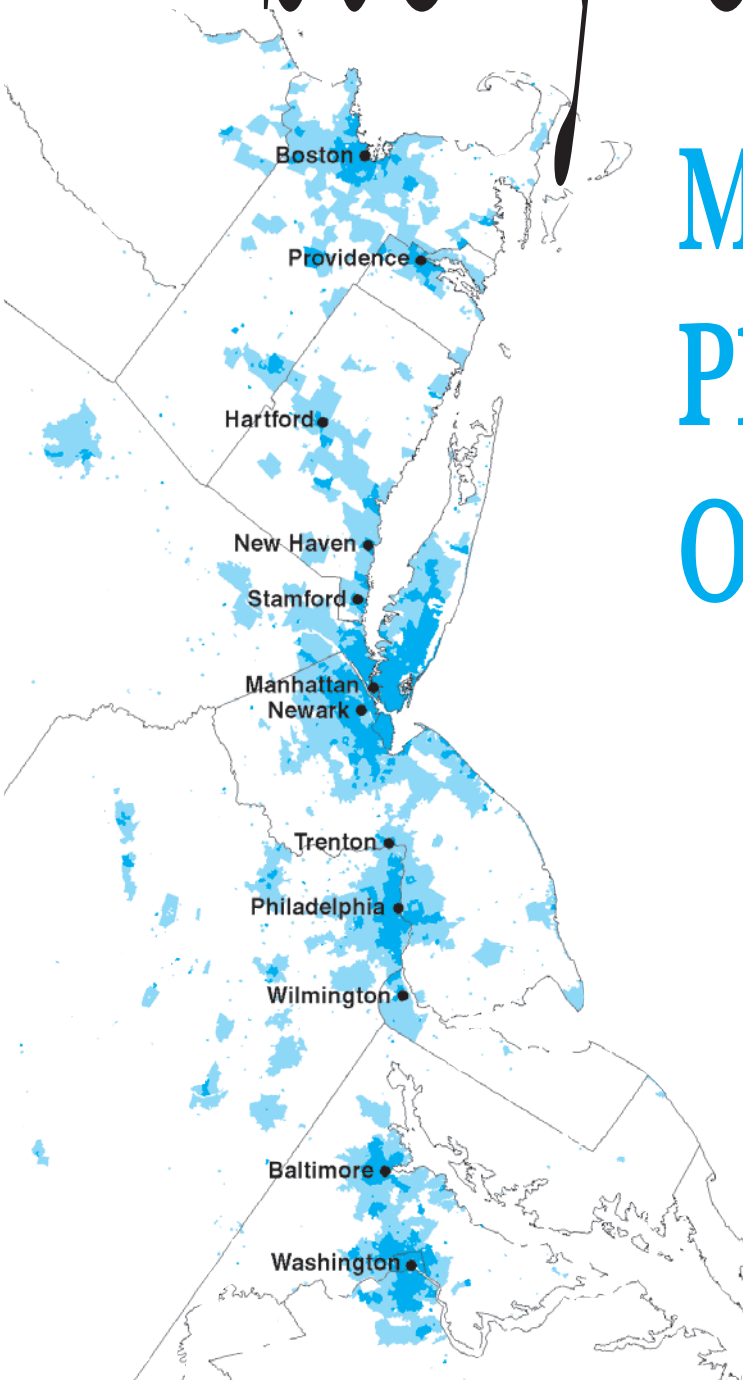 Boston
M
Providence
P
Hartford
O
New Haven
Stamford
Manhattan
Newark
Trenton
Philadelphia
Wilmington
Baltimore
Washington